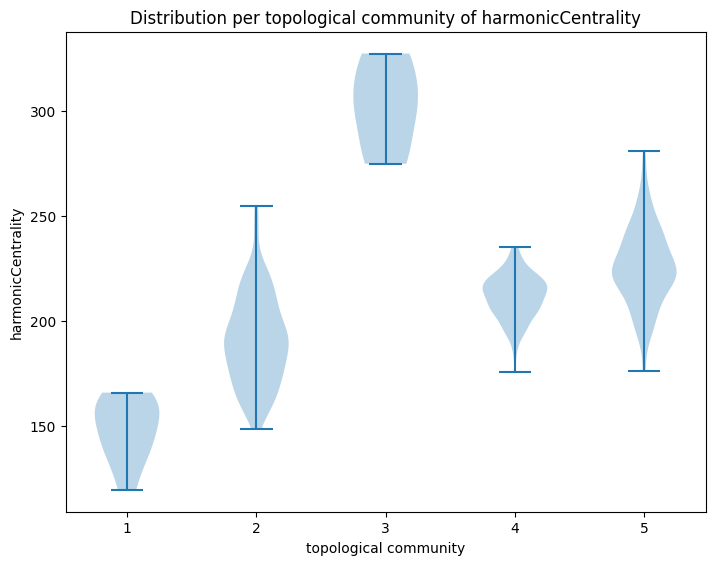 Distribution per topological community of harmonicCentrality
harmonicCentrality
300
250
200
150
1 2 3 4 5
topological community